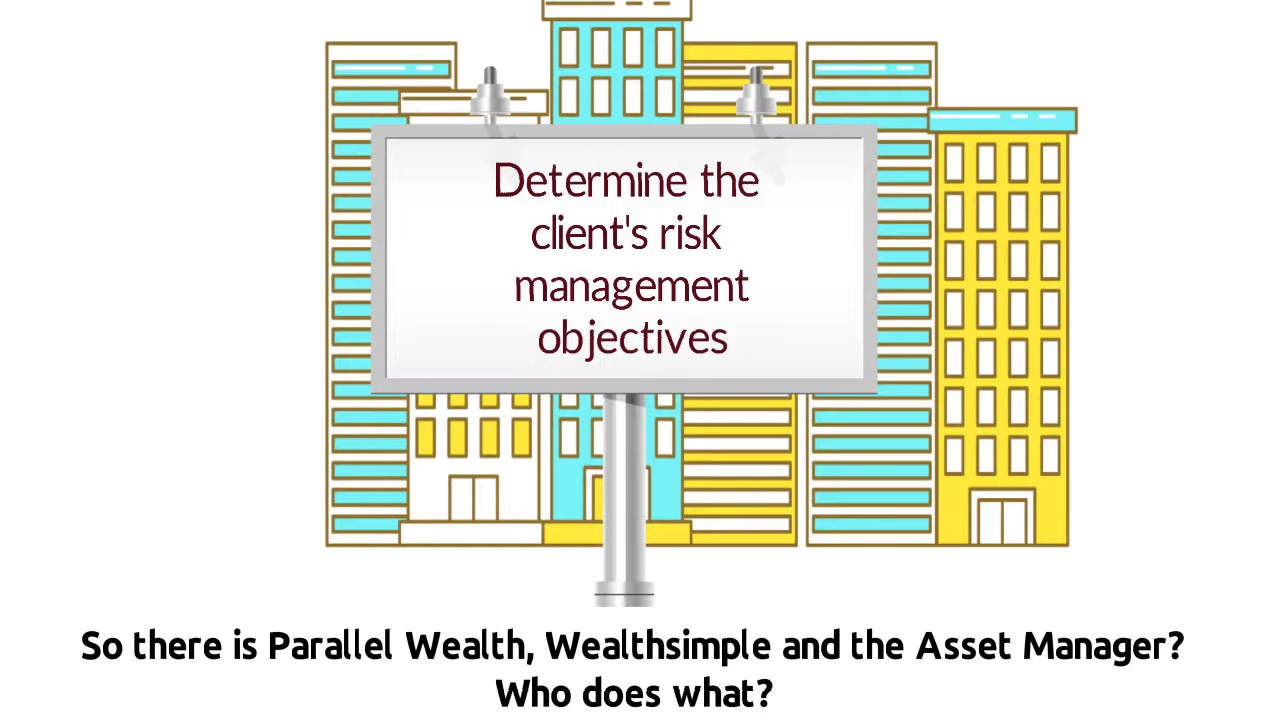 Determine the
client's risk
management
objectives
So there is Parallel Wealth, Wealthsimple and the Asset Manager?
Who does what?